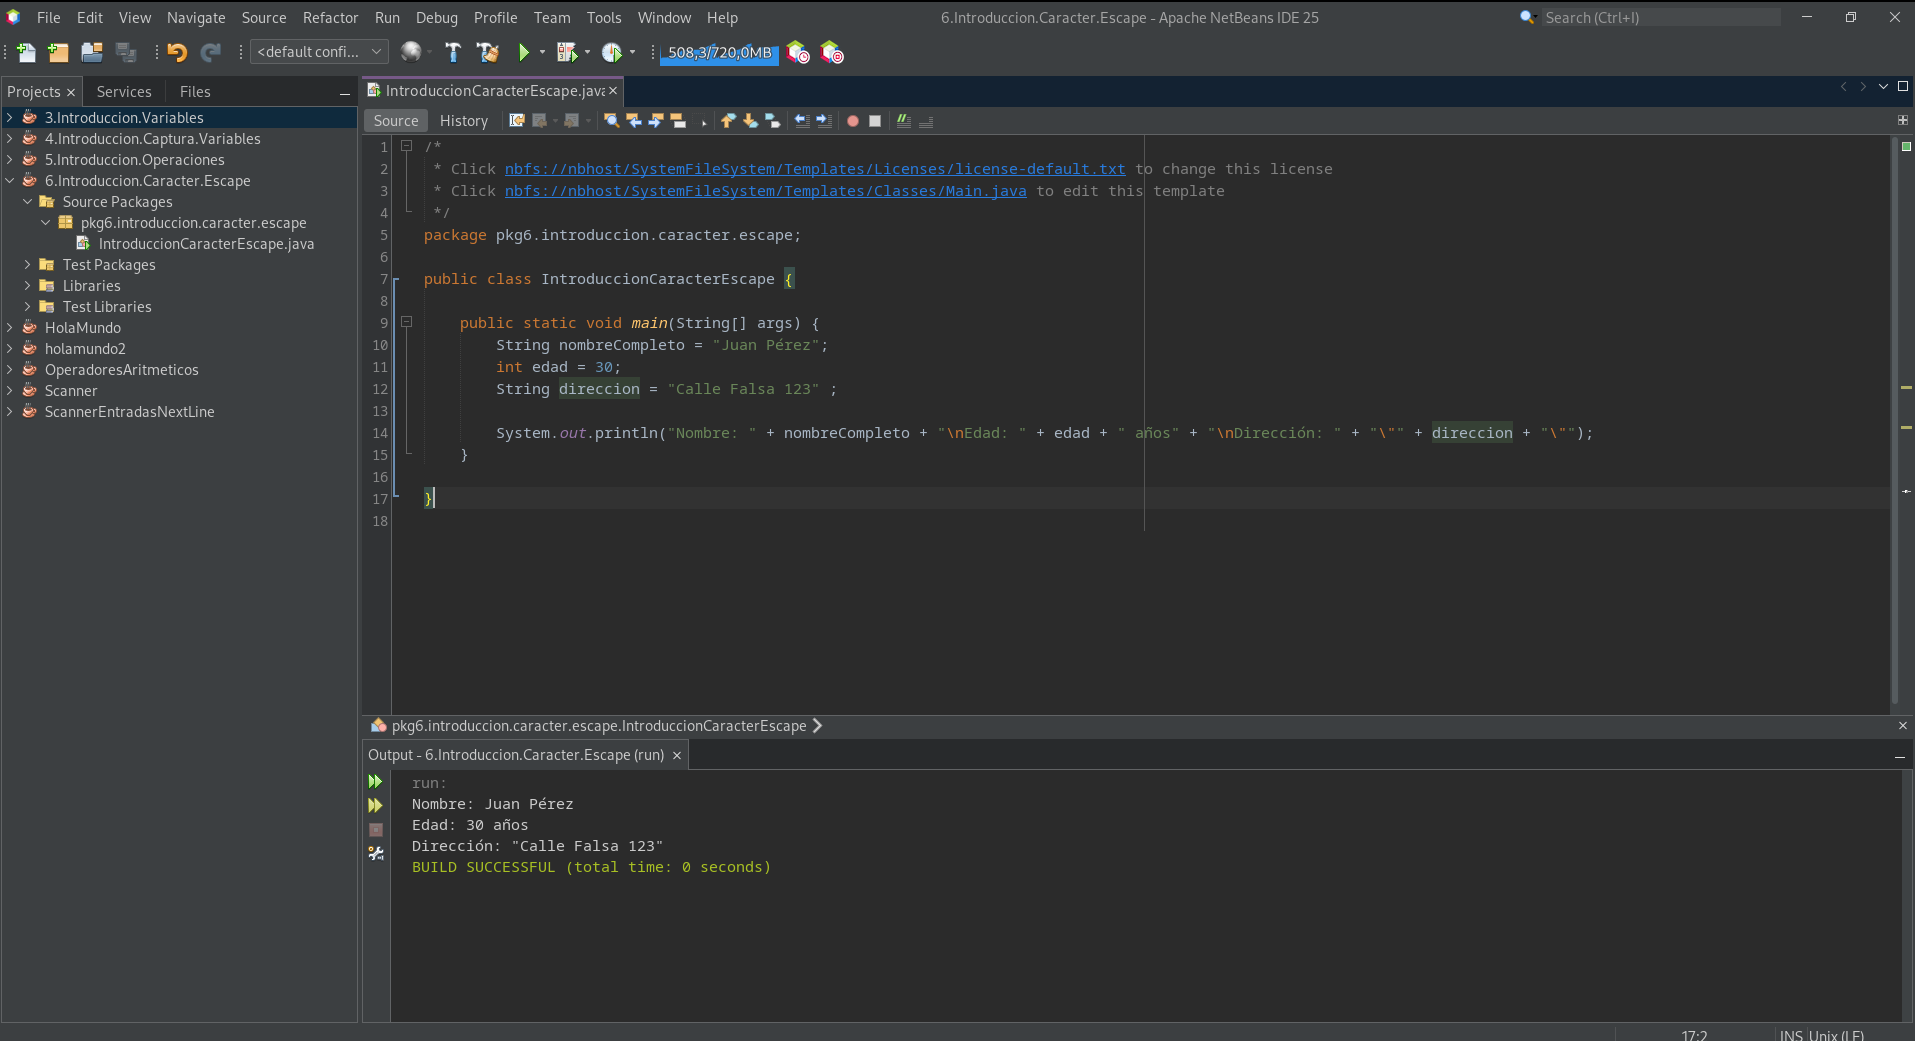 File Edit View Navigate Source Refactor Run Debug Profile Team Tools Window Help 6.Introduccion.Caracter.Escape - Apache NetBeans IDE 25 Search (Ctrl+I)
<default confi... 508,3/720,0MB
Projects Services Files
3.Introduccion.Variables
4.Introduccion.Captura.Variables
5.Introduccion.Operaciones
6.Introduccion.Caracter.Escape
Source Packages
pkg6.introduccion.caracter.escape
IntroduccionCaracterEscape.java
Test Packages
Libraries
Test Libraries
HolaMundo
holamundo2
OperadoresAritmeticos
Scanner
ScannerEntradasNextLine
IntroduccionCaracterEscape.java
Source History
1 /*
2 * Click nbfs://nbhost/SystemFileSystem/Templates/Licenses/license-default.txt to change this license
3 * Click nbfs://nbhost/SystemFileSystem/Templates/Classes/Main.java to edit this template
4 */
5 package pkg6.introduccion.caracter.escape;
6
7 public class IntroduccionCaracterEscape {
8
9 public static void main(String[] args) {
10 String nombreCompleto = "Juan Pérez";
11 int edad = 30;
12 String direccion = "Calle Falsa 123" ;
13
14 System.out.println("Nombre: " + nombreCompleto + "\nEdad: " + edad + " años" + "\nDirección: " + "\"" + direccion + "\"");
15 }
16
17 }
18
pkg6.introduccion.caracter.escape.IntroduccionCaracterEscape
Output - 6.Introduccion.Caracter.Escape (run)
run:
Nombre: Juan Pérez
Edad: 30 años
Dirección: "Calle Falsa 123"
BUILD SUCCESSFUL (total time: 0 seconds)
17:2 INS Unix (LF)